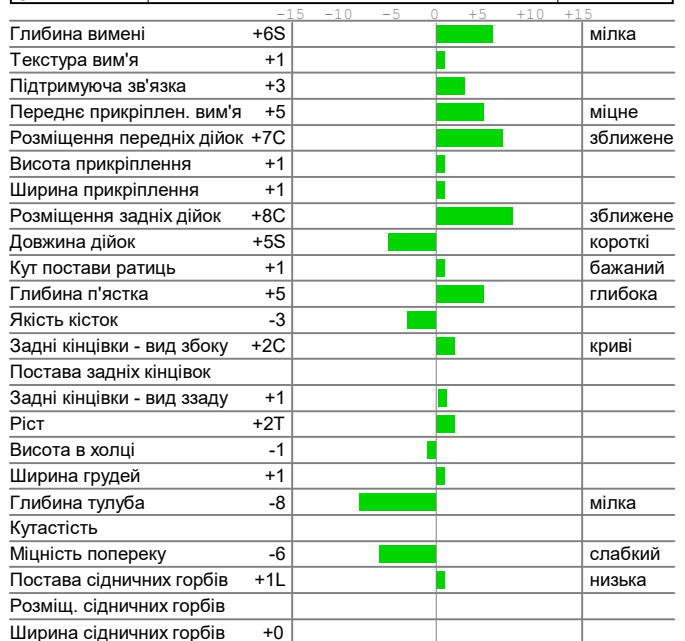 -15 -10 -5 0 +5 +10 +15
Глибина вимені +6S мілка
Текстура вим'я +1
Підтримуюча зв'язка +3
Переднє прикріплен. вим'я +5 міцне
Розміщення передніх дійок +7C зближене
Висота прикріплення +1
Ширина прикріплення +1
Розміщення задніх дійок +8C зближене
Довжина дійок +5S короткі
Кут постави ратиць +1 бажаний
Глибина п'ястка +5 глибока
Якість кісток -3
Задні кінцівки - вид збоку +2C криві
Постава задніх кінцівок
Задні кінцівки - вид ззаду +1
Ріст +2T
Висота в холці -1
Ширина грудей +1
Глибина тулуба -8 мілка
Кутастість
Міцність попереку -6 слабкий
Постава сідничних горбів +1L низька
Розміщ. сідничних горбів
Ширина сідничних горбів +0